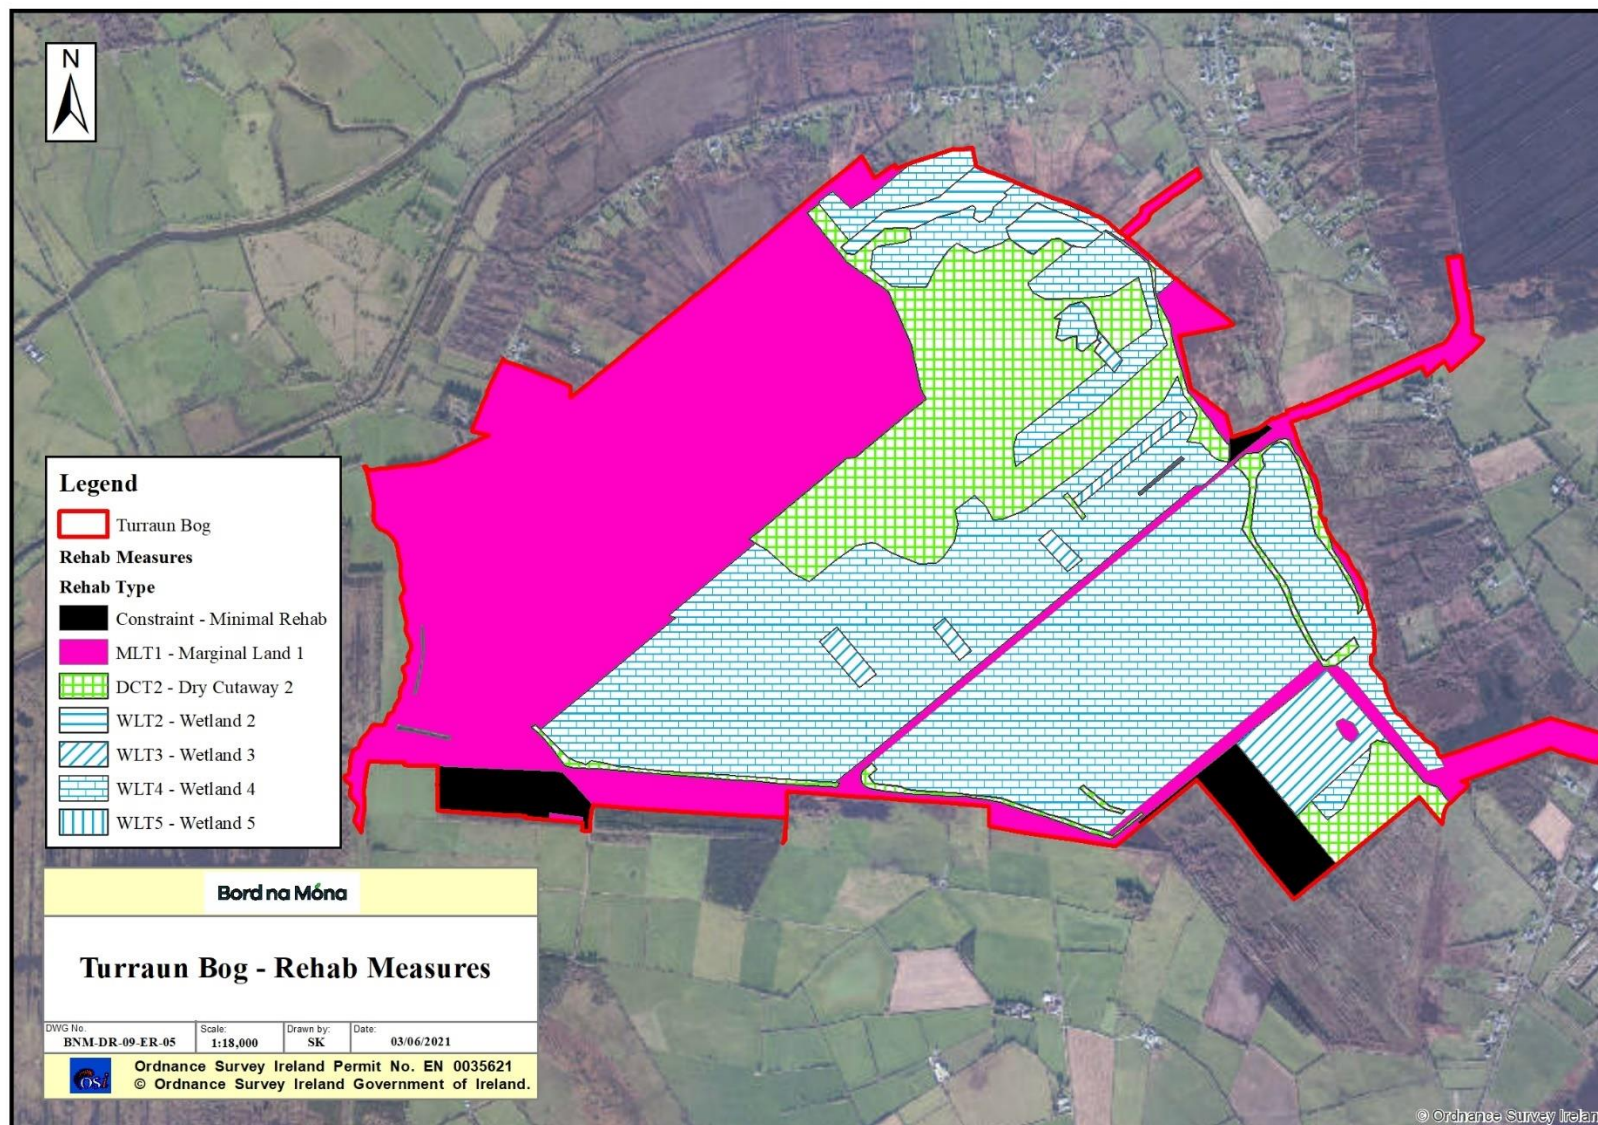 N
Legend
Turraun Bog
Rehab Measures
Rehab Type
Constraint - Minimal Rehab
MLT1 - Marginal Land 1
DCT2 - Dry Cutaway 2
WLT2 - Wetland 2
WLT3 - Wetland 3
WLT4 - Wetland 4
WLT5 - Wetland 5
Bord na Móna
Turraun Bog - Rehab Measures
DWG No. Scale: Drawn by: Date:
BNM-DR-09-ER-05 1:18,000 SK 03/06/2021
osi
Ordnance Survey Ireland Permit No. EN 0035621
© Ordnance Survey Ireland Government of Ireland.
© Ordnance Survey Irelan